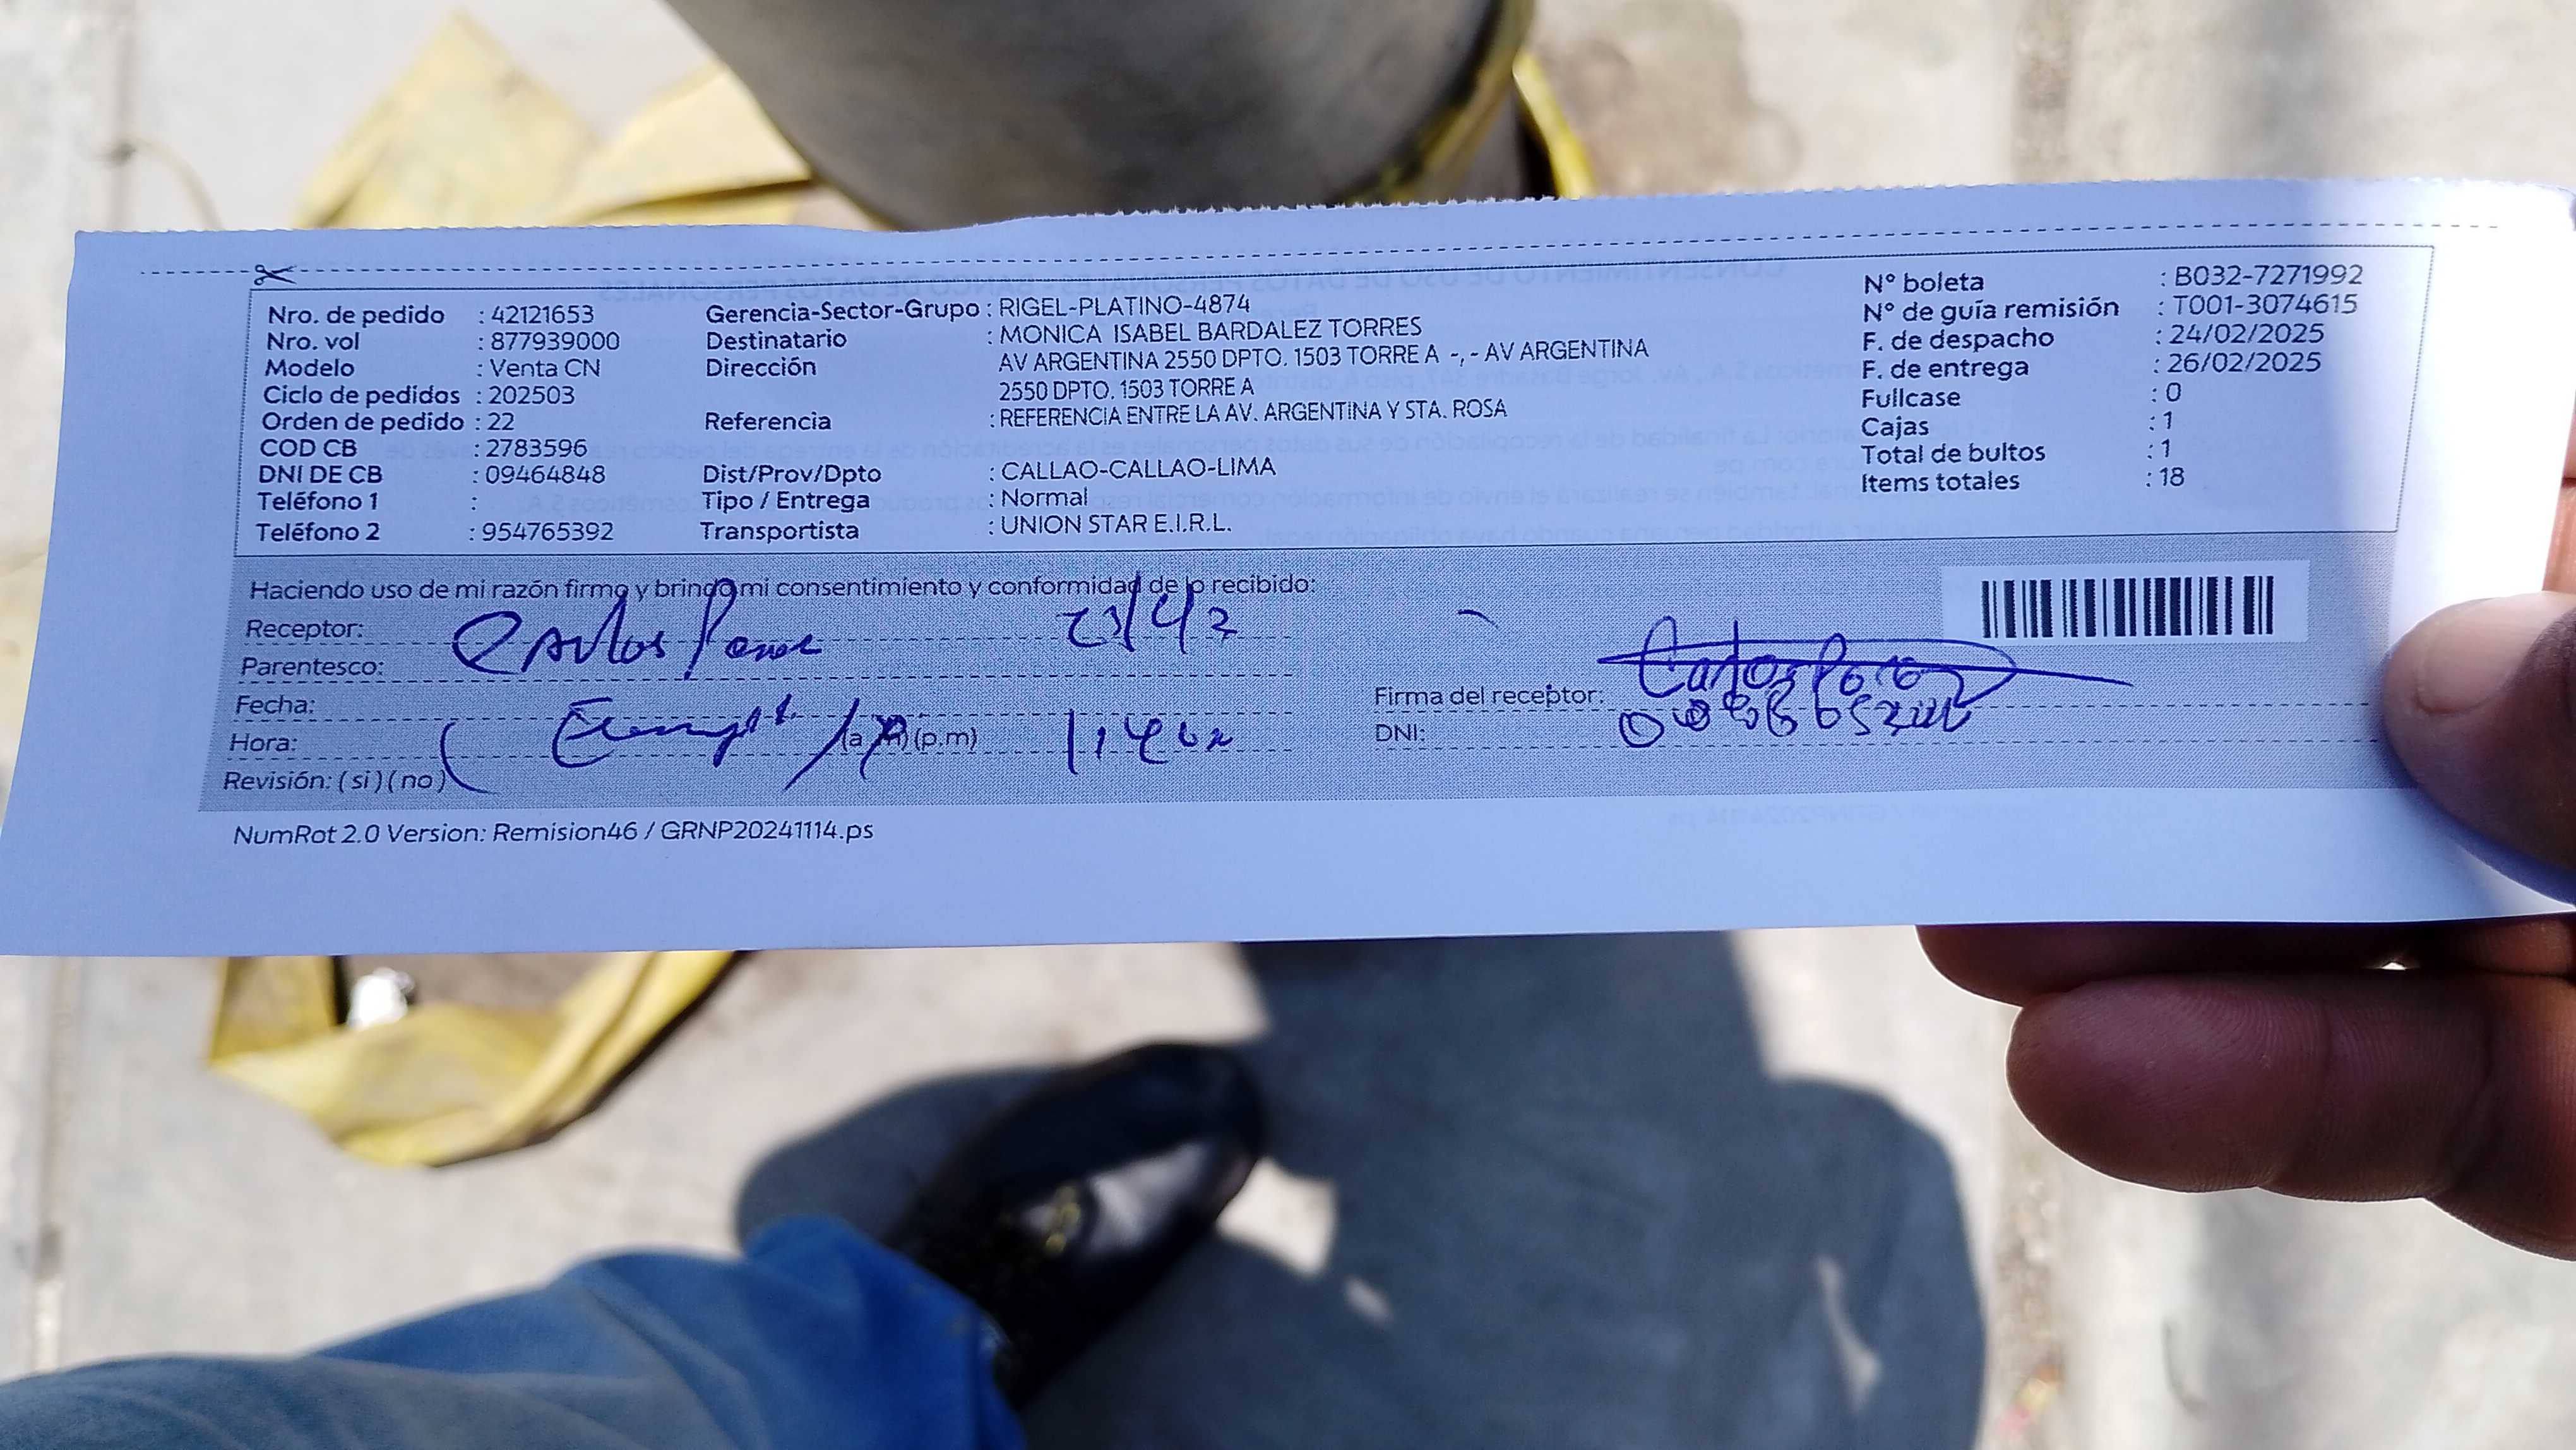 Nro. de pedido : 42121653
Nro. vol : 877939000
Modelo : Venta CN
Ciclo de pedidos : 202503
Orden de pedido : 22
COD CB : 2783596
DNI DE CB : 09464848
Teléfono 1 :
Teléfono 2 : 954765392
Gerencia-Sector-Grupo : RIGEL-PLATINO-4874
Destinatario : MONICA ISABEL BARDALEZ TORRES
Dirección AV ARGENTINA 2550 DPTO. 1503 TORRE A -,- AV ARGENTINA
2550 DPTO. 1503 TORRE A
Referencia : REFERENCIA ENTRE LA AV. ARGENTINA Y STA. ROSA
Dist/Prov/Dpto : CALLAO-CALLAO-LIMA
Tipo / Entrega : Normal
Transportista : UNION STAR E.I.R.L.
N° boleta : B032-7271992
N° de guía remisión : T001-3074615
F. de despacho : 24/02/2025
F. de entrega : 26/02/2025
Fullcase : 0
Cajas : 1
Total de bultos : 1
Items totales : 18
Haciendo uso de mi razón firmo y brindo mi consentimiento y conformidad de lo recibido:
Receptor: Carlos
Parentesco:
Fecha:
Hora: (a.m) (p.m)
Revisión: (si) (no)
Firma del receptor: Carlos
DNI:
NumRot 2.0 Version: Remision46 / GRNP20241114.ps